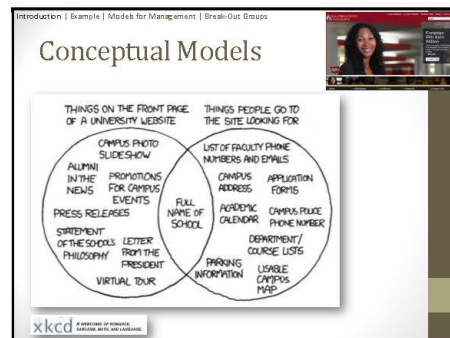 Introduction | Example | Models for Management | Break-Out Groups
Conceptual Models
THINGS ON THE FRONT PAGE
OF A UNIVERSITY WEBSITE
THINGS PEOPLE GO TO
THE SITE LOOKING FOR
CAMPUS PHOTO
SLIDESHOW
ALUMNI
IN THE
NEWS
PROMOTIONS
FOR CAMPUS
EVENTS
PRESS RELEASES
STATEMENT
OF THE SCHOOL'S
PHILOSOPHY
LETTER
FROM THE
PRESIDENT
VIRTUAL TOUR
FULL
NAME OF
SCHOOL
LIST OF FACULTY PHONE
NUMBERS AND EMAILS
CAMPUS
ADDRESS
APPLICATION
FORMS
ACADEMIC
CALENDAR
CAMPUS POLICE
PHONE NUMBER
DEPARTMENT/
COURSE LISTS
PARKING
INFORMATION
USABLE
CAMPUS
MAP
xkcd
A WEBCOMIC OF ROMANCE,
SARCASM, MATH, AND LANGUAGE.